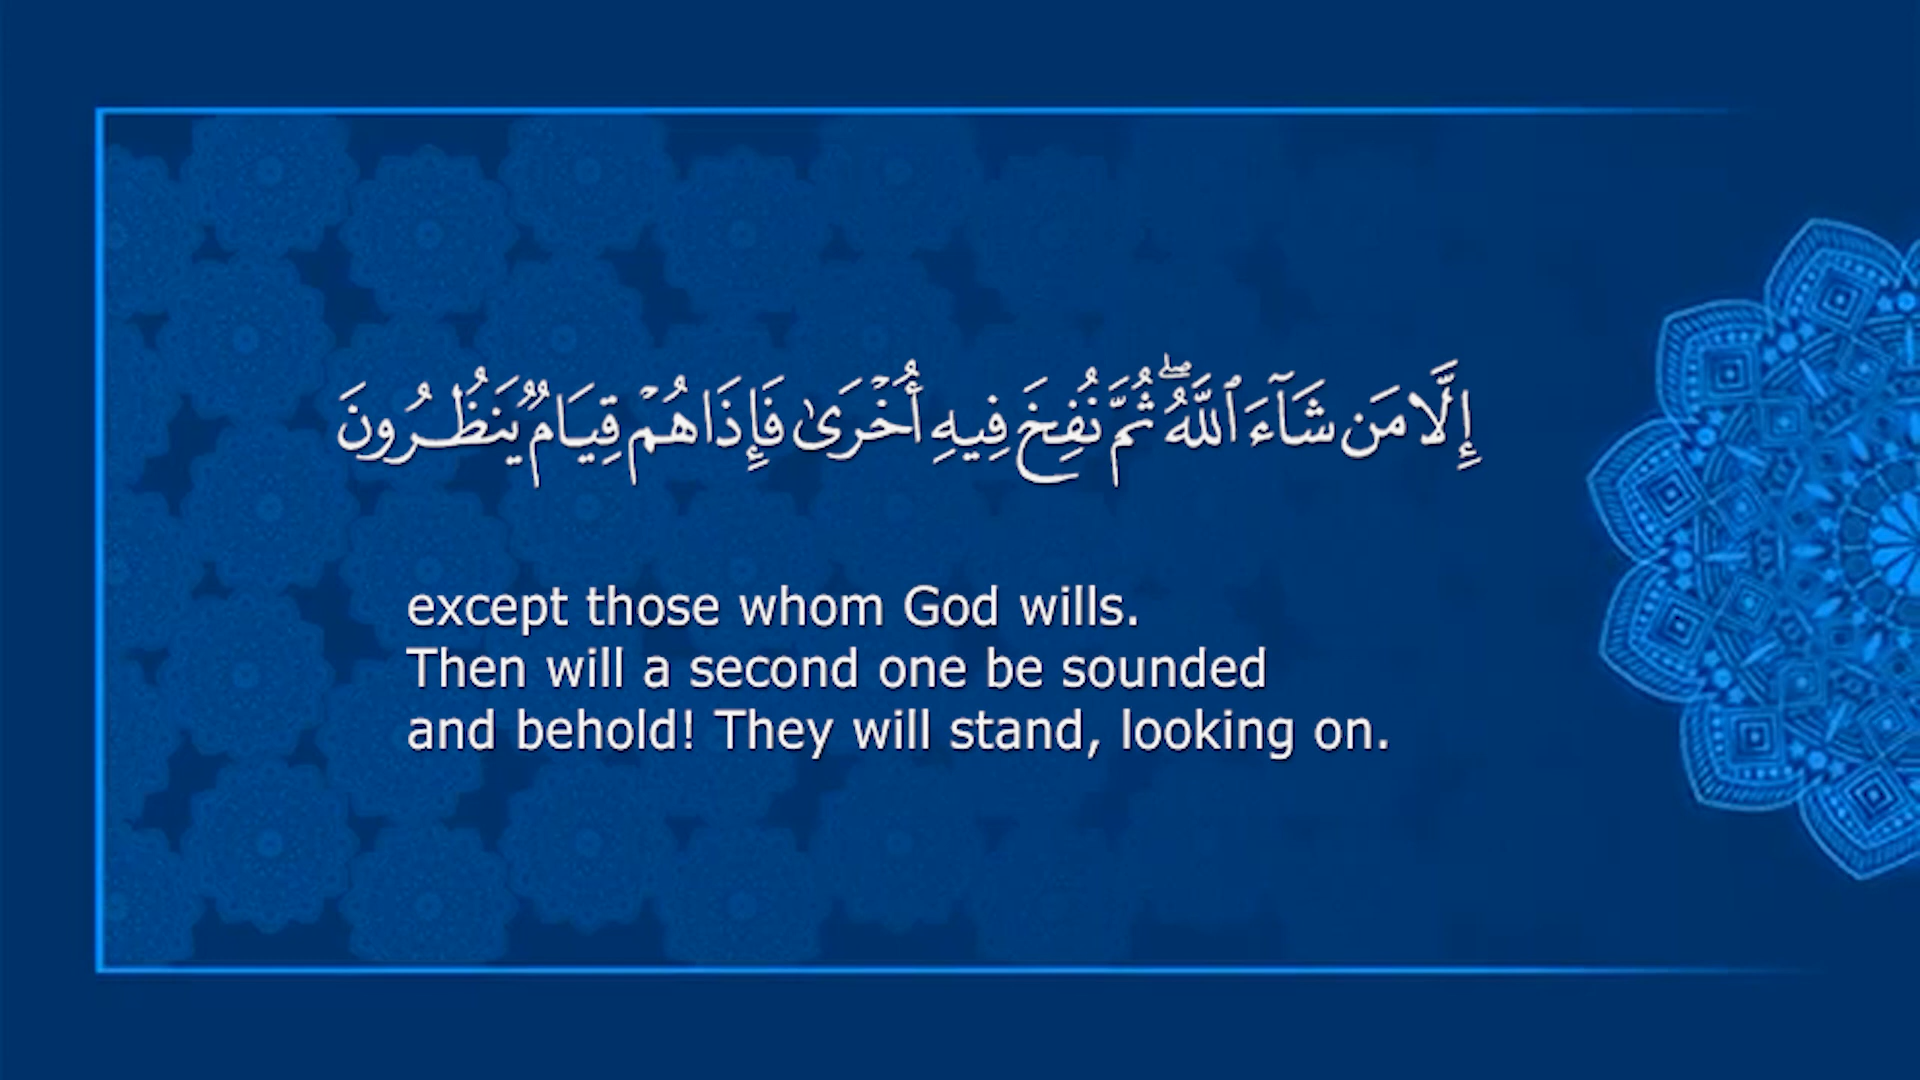 إِلَّا مَن شَآءَ ٱللَّهُ ۖ ثُمَّ نُفِخَ فِيهِ أُخْرَىٰ فَإِذَا هُمْ قِيَامٌ يَنظُرُونَ
except those whom God wills.
Then will a second one be sounded
and behold! They will stand, looking on.